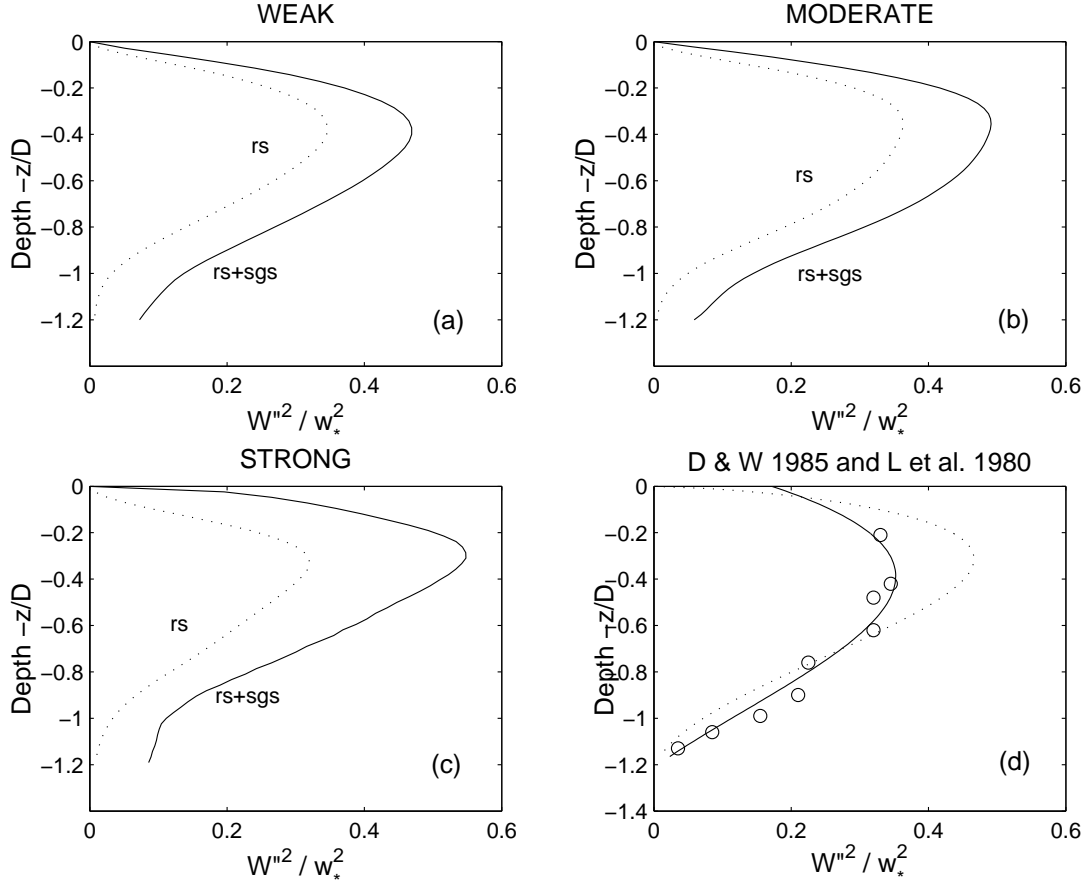 WEAK
0
−0.2
−0.4
−0.6
−0.8
−1
−1.2
Depth −z/D
rs
rs+sgs
(a)
0 0.2 0.4 0.6
W"² / w*²
MODERATE
0
−0.2
−0.4
−0.6
−0.8
−1
−1.2
Depth −z/D
rs
rs+sgs
(b)
0 0.2 0.4 0.6
W"² / w*²
STRONG
0
−0.2
−0.4
−0.6
−0.8
−1
−1.2
Depth −z/D
rs
rs+sgs
(c)
0 0.2 0.4 0.6
W"² / w*²
D & W 1985 and L et al. 1980
0
−0.2
−0.4
−0.6
−0.8
−1
−1.2
−1.4
Depth −z/D
(d)
0 0.2 0.4 0.6
W"² / w*²